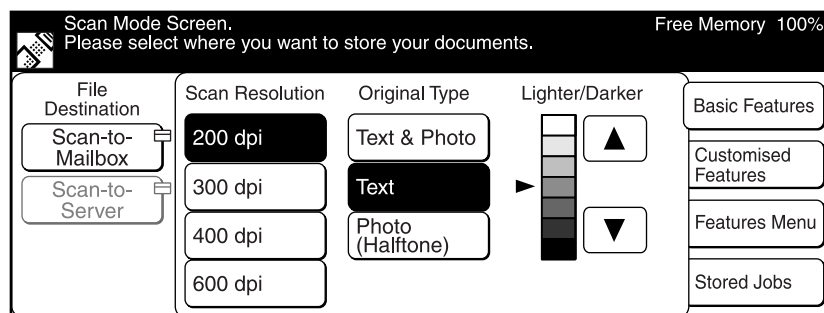 Scan Mode Screen.
Free Memory 100%
Please select where you want to store your documents.
File
Destination
Scan-to-
Mailbox
Scan-to-
Server
Scan Resolution
200 dpi
300 dpi
400 dpi
600 dpi
Original Type
Text & Photo
Text
Photo
(Halftone)
Lighter/Darker
Basic Features
Customised
Features
Features Menu
Stored Jobs